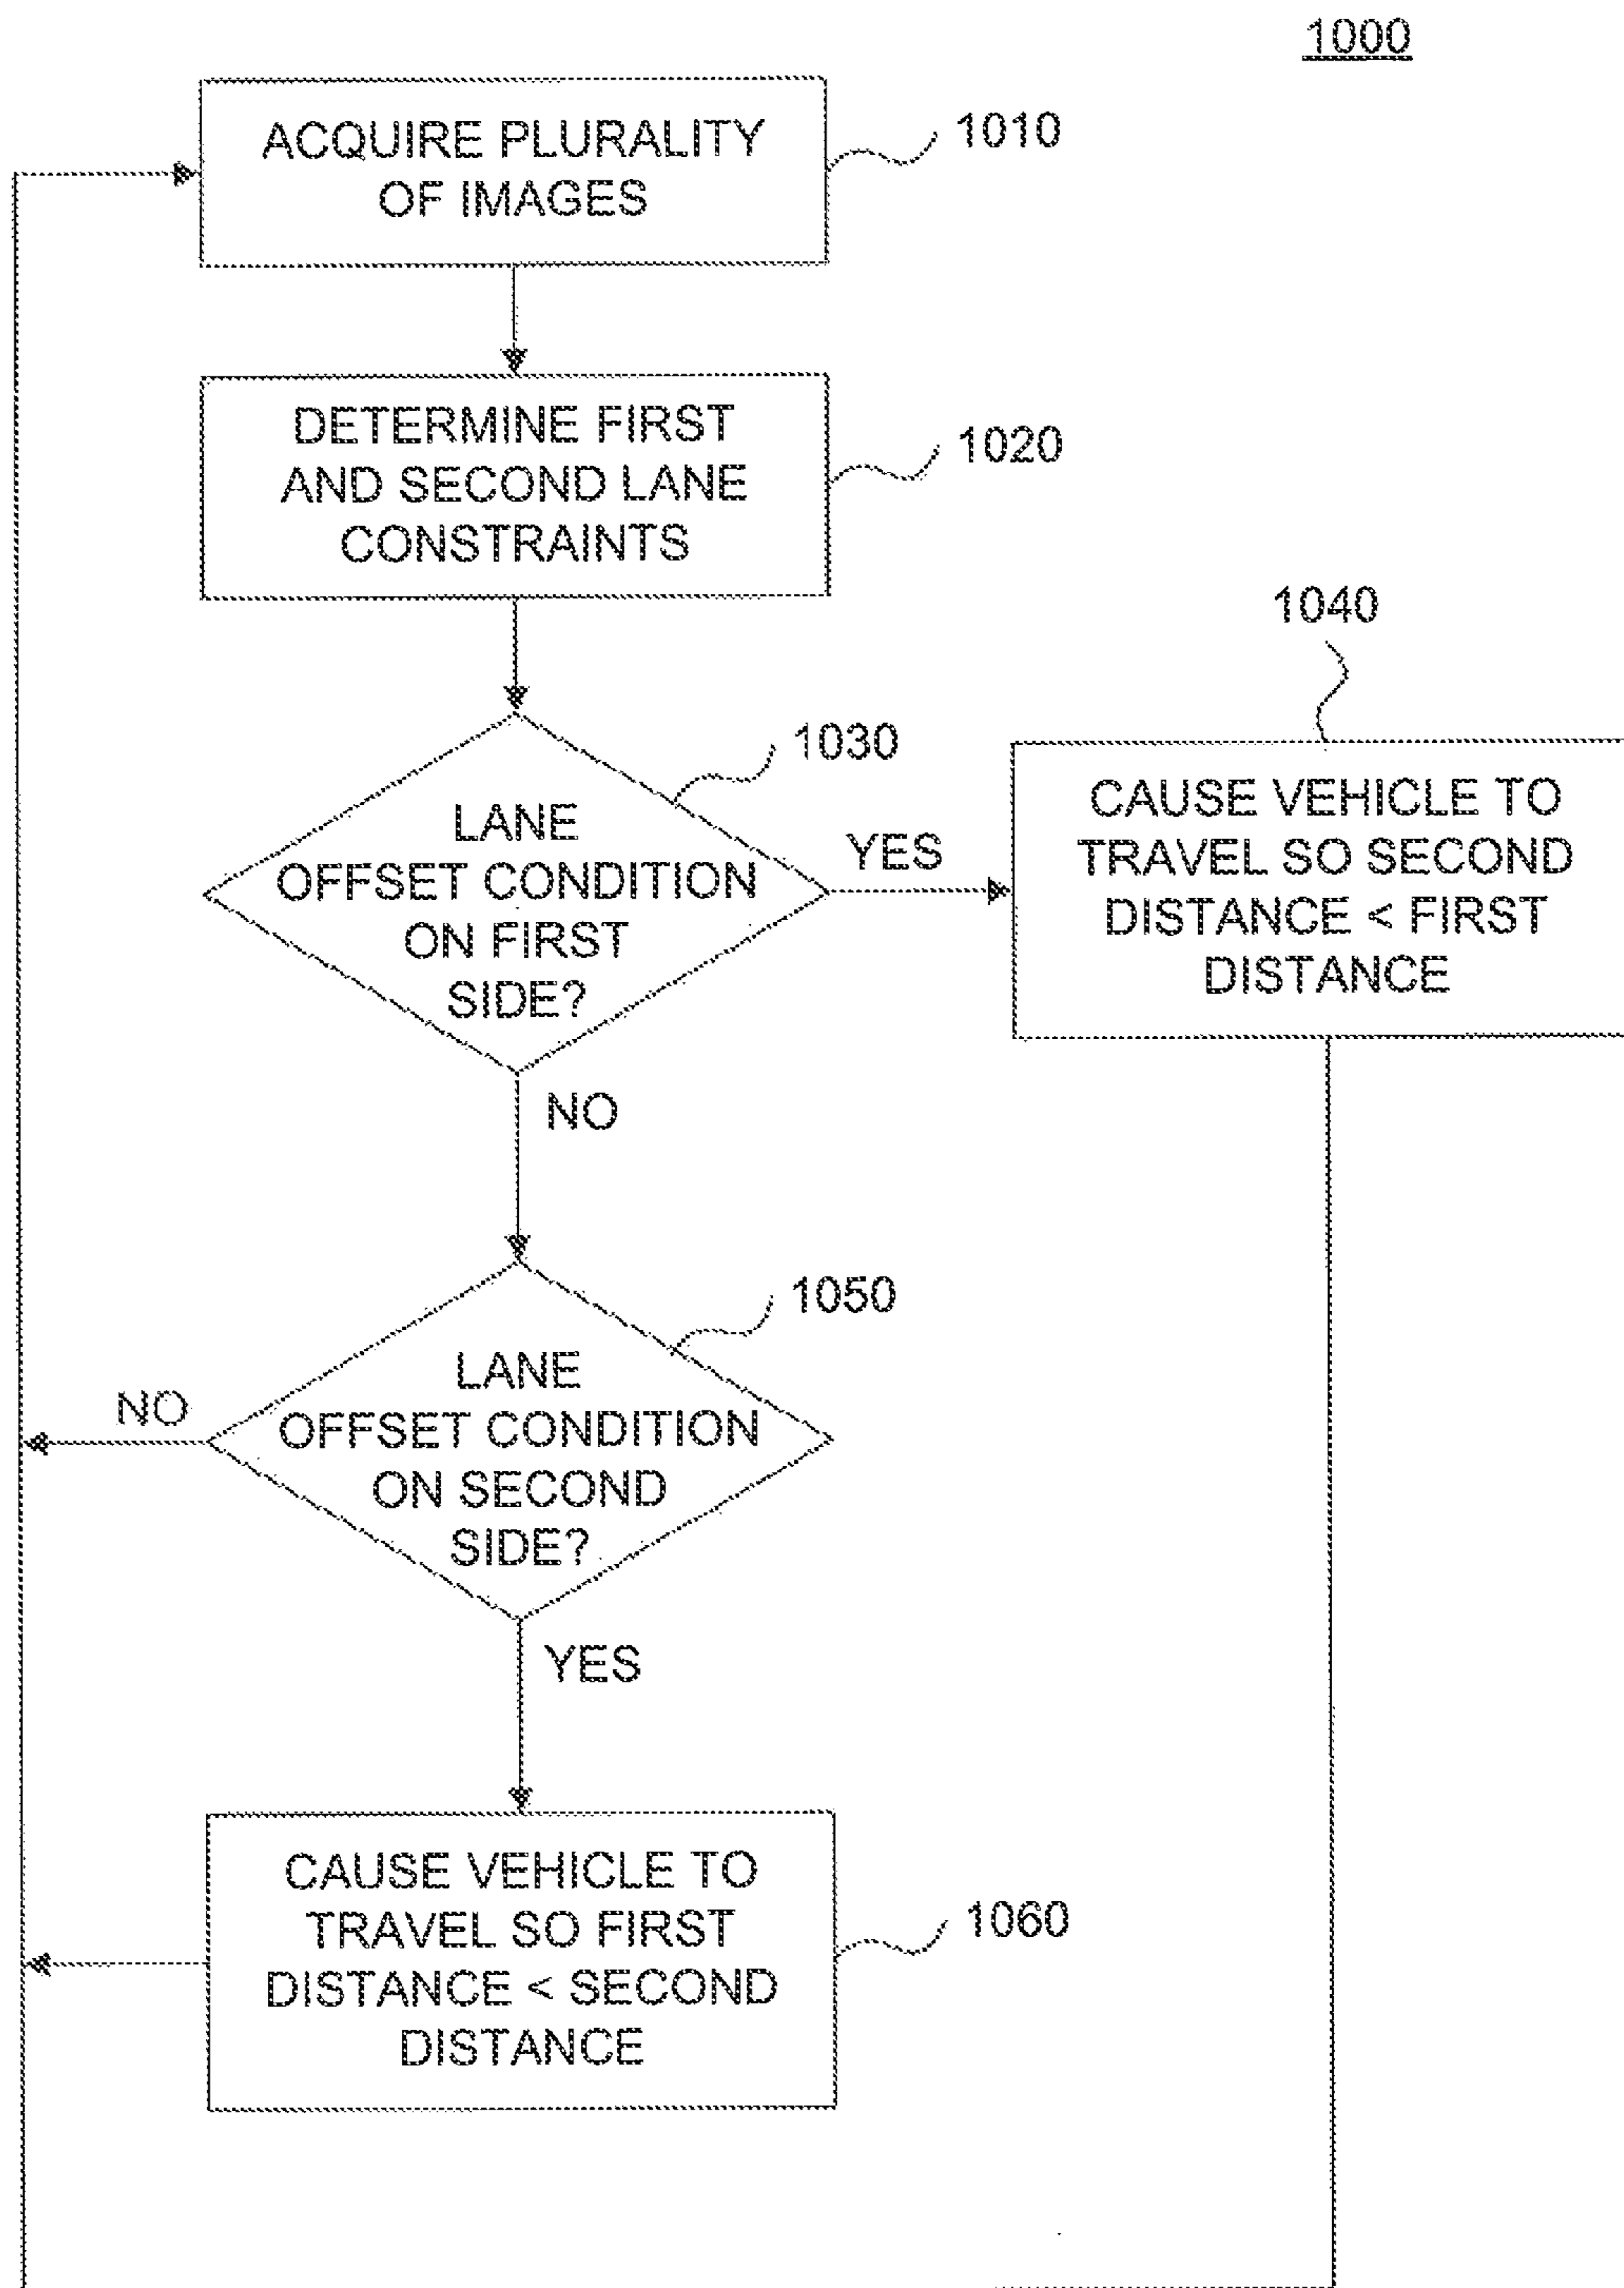 1000
ACQUIRE PLURALITY
OF IMAGES
1010
DETERMINE FIRST
AND SECOND LANE
CONSTRAINTS
1020
1030
LANE
OFFSET CONDITION
ON FIRST
SIDE?
YES
NO
1040
CAUSE VEHICLE TO
TRAVEL SO SECOND
DISTANCE < FIRST
DISTANCE
1050
LANE
OFFSET CONDITION
ON SECOND
SIDE?
NO
YES
CAUSE VEHICLE TO
TRAVEL SO FIRST
DISTANCE < SECOND
DISTANCE
1060